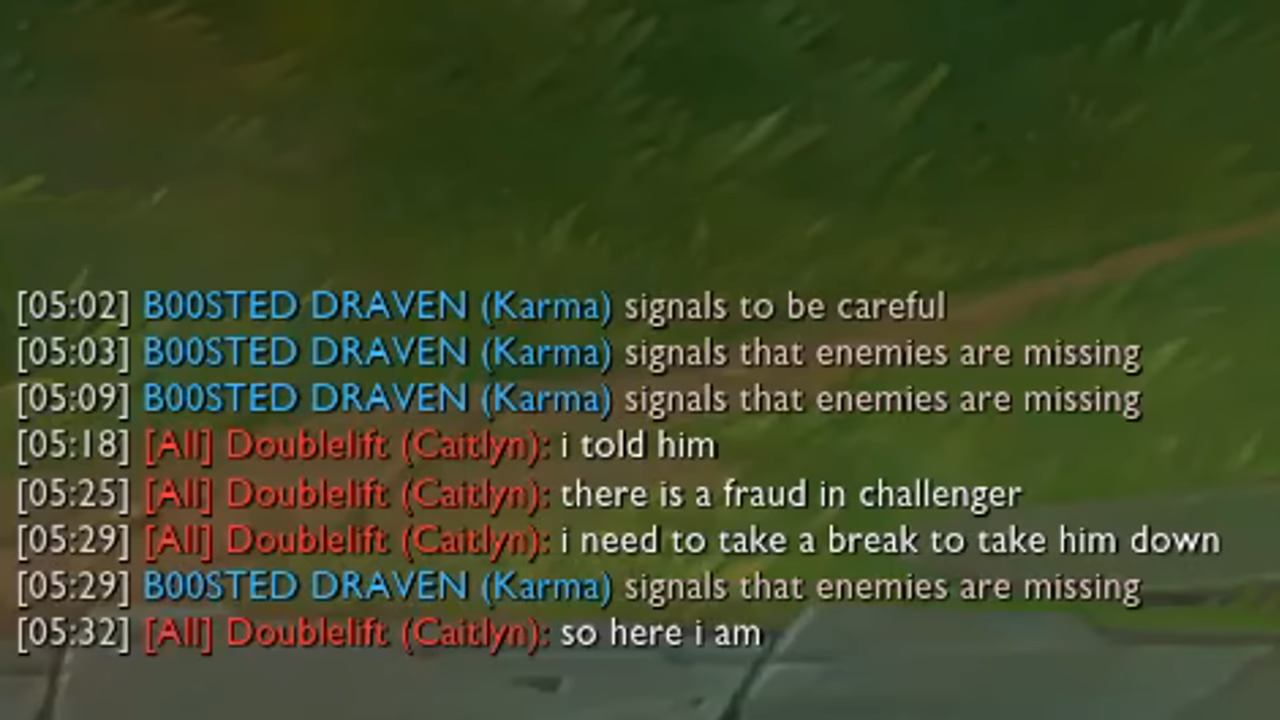 [05:02] B00STED DRAVEN (Karma) signals to be careful
[05:03] B00STED DRAVEN (Karma) signals that enemies are missing
[05:09] B00STED DRAVEN (Karma) signals that enemies are missing
[05:18] [All] Doublelift (Caitlyn): i told him
[05:25] [All] Doublelift (Caitlyn): there is a fraud in challenger
[05:29] [All] Doublelift (Caitlyn): i need to take a break to take him down
[05:29] B00STED DRAVEN (Karma) signals that enemies are missing
[05:32] [All] Doublelift (Caitlyn): so here i am